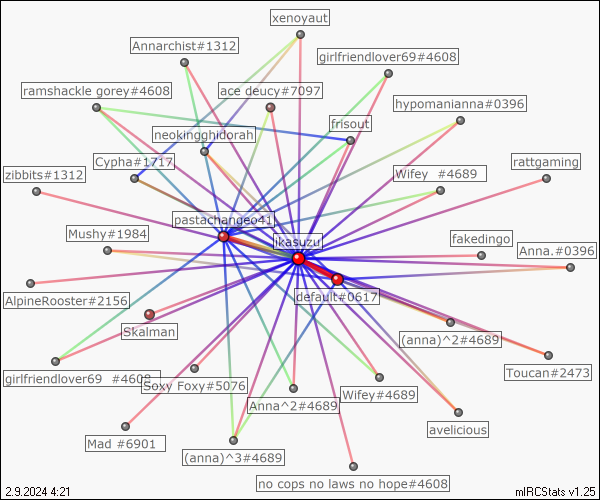 xenoyaut
Annarchist#1312
girlfriendlover69#4608
ramshackle gorey#4608
ace deucy#7097
hypomanianna#0396
frisout
neokingghidorah
Cypha#1717
rattgaming
zibbits#1312
Wifey  #4689
pastachangeo41
Mushy#1984
ikasuzu
fakedingo
Anna.#0396
default#0617
AlpineRooster#2156
Skalman
(anna)^2#4689
Toucan#2473
girlfriendlover69  #4608
Soxy Foxy#5076
Wifey#4689
Anna^2#4689
avelicious
Mad #6901
(anna)^3#4689
no cops no laws no hope#4608
2.9.2024 4:21
mIRCStats v1.25